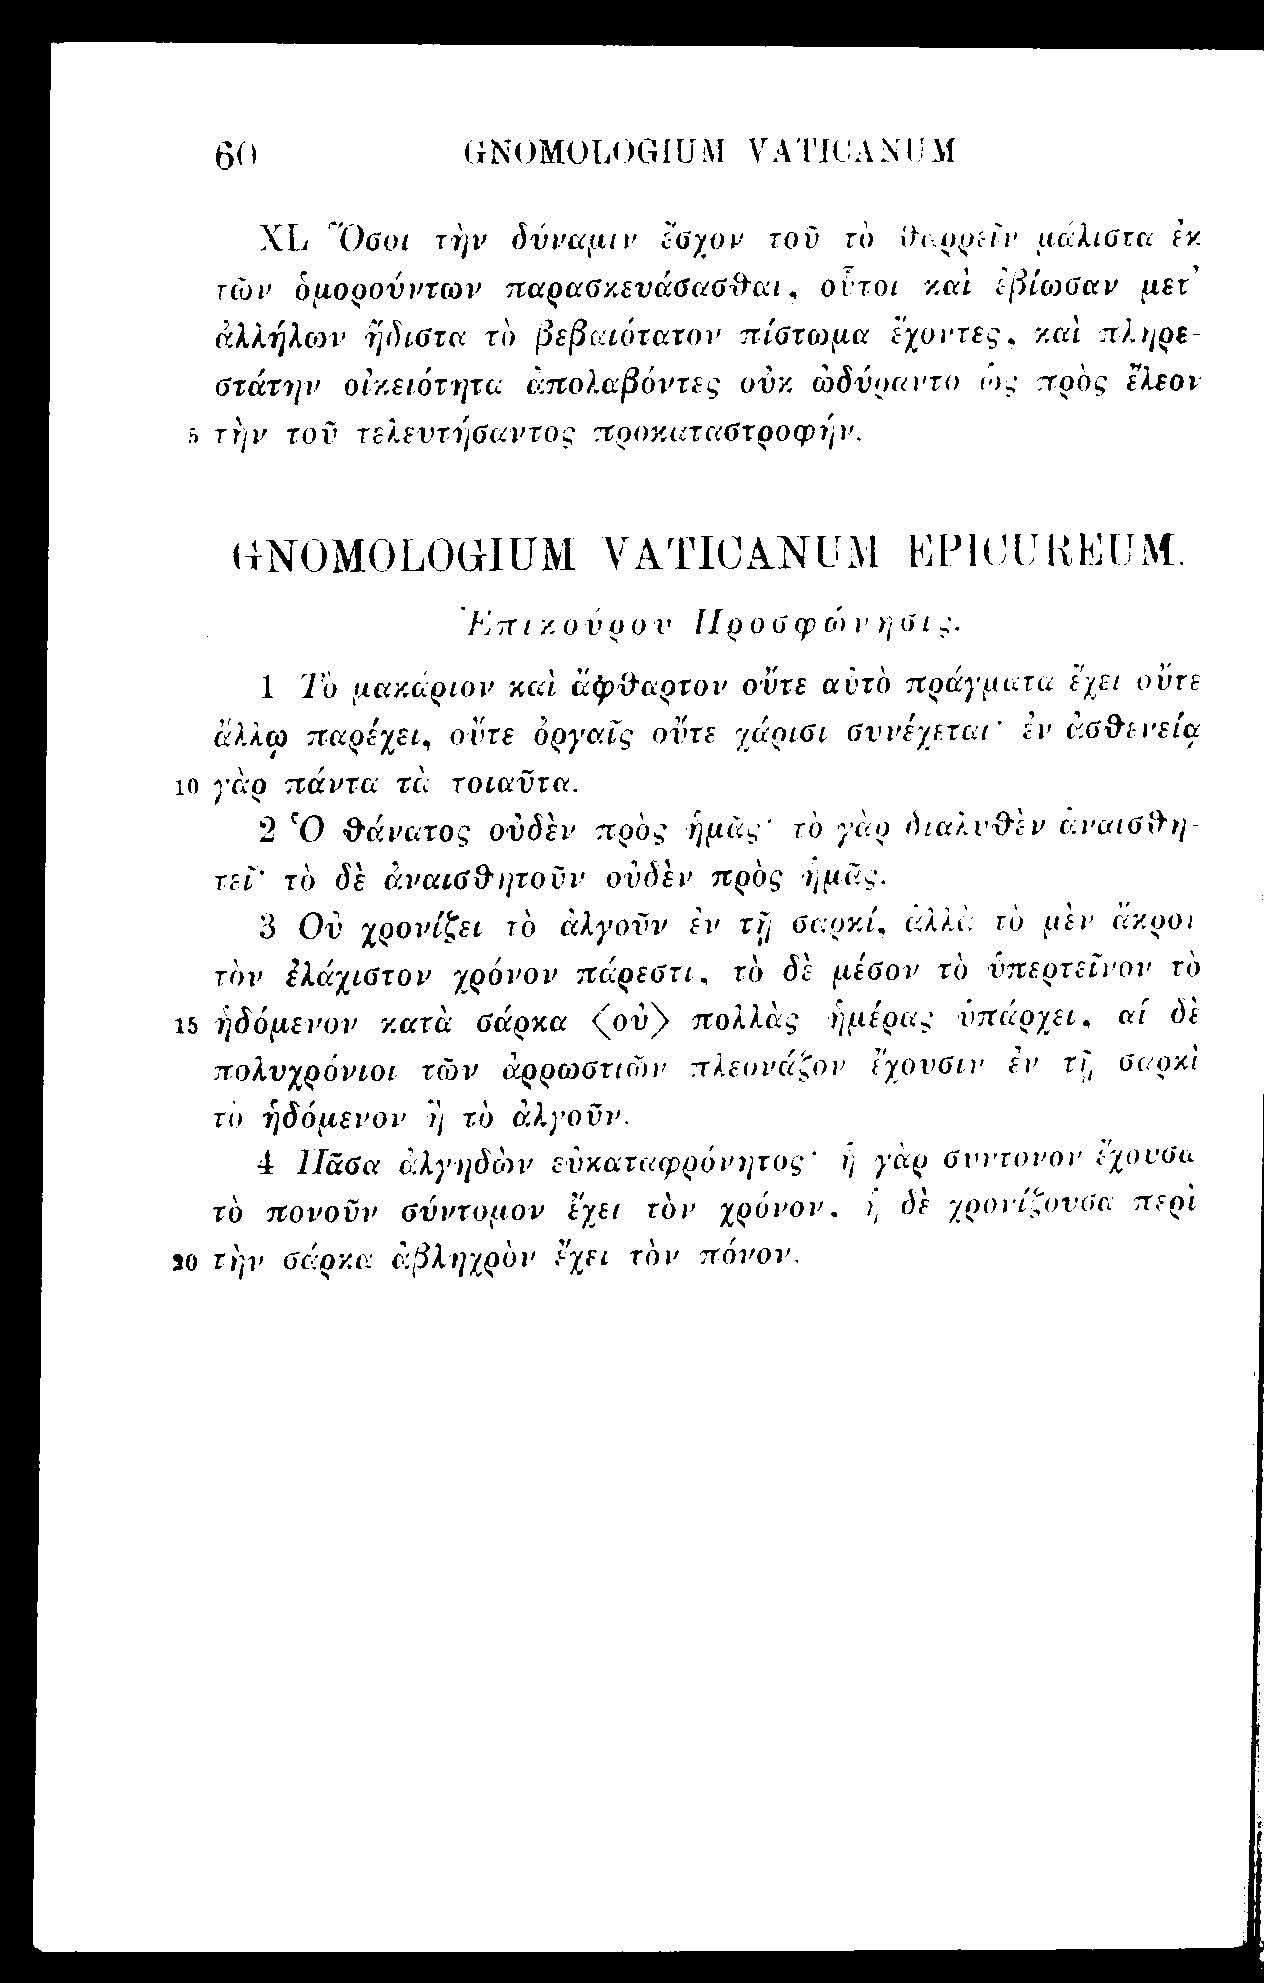 60 GNOMOLOGIUM VATICANUM
XL Ὅσοι τὴν δύναμιν ἔσχον τοῦ τὸ θαρρεῖν μάλιστα ἐκ
τῶν ὁμορούντων παρασκευάσασθαι, οὗτοι καὶ ἐβίωσαν μετ’
ἀλλήλων ἥδιστα τὸ βεβαιότατον πίστωμα ἔχοντες, καὶ πληρε-
στάτην οἰκειότητα ἀπολαβόντες οὐκ ὠδύραντο ὡς πρὸς ἔλεον
5 τὴν τοῦ τελευτήσαντος προκαταστροφήν.
GNOMOLOGIUM VATICANUM EPICUREUM.
Ἐπικούρου Προσφώνησις.
1 Τὸ μακάριον καὶ ἄφθαρτον οὔτε αὐτὸ πράγματα ἔχει οὔτε
ἄλλῳ παρέχει, οὔτε ὀργαῖς οὔτε χάρισι συνέχεται· ἐν ἀσθενείᾳ
10 γὰρ πάντα τὰ τοιαῦτα.
2 Ὁ θάνατος οὐδὲν πρὸς ἡμᾶς· τὸ γὰρ διαλυθὲν ἀναισθη-
τεῖ· τὸ δὲ ἀναισθητοῦν οὐδὲν πρὸς ἡμᾶς.
3 Οὐ χρονίζει τὸ ἀλγοῦν ἐν τῇ σαρκί, ἀλλὰ τὸ μὲν ἄκρον
τὸν ἐλάχιστον χρόνον πάρεστι, τὸ δὲ μέσον τὸ ὑπερτεῖνον τὸ
15 ἡδόμενον κατὰ σάρκα ⟨οὐ⟩ πολλὰς ἡμέρας ὑπάρχει, αἱ δὲ
πολυχρόνιοι τῶν ἀρρωστιῶν πλεονάζον ἔχουσιν ἐν τῇ σαρκὶ
τὸ ἡδόμενον ἢ τὸ ἀλγοῦν.
4 Πᾶσα ἀλγηδὼν εὐκαταφρόνητος· ἡ γὰρ σύντονον ἔχουσα
τὸ πονοῦν σύντομον ἔχει τὸν χρόνον, ἡ δὲ χρονίζουσα περὶ
20 τὴν σάρκα ἀβληχρὸν ἔχει τὸν πόνον.